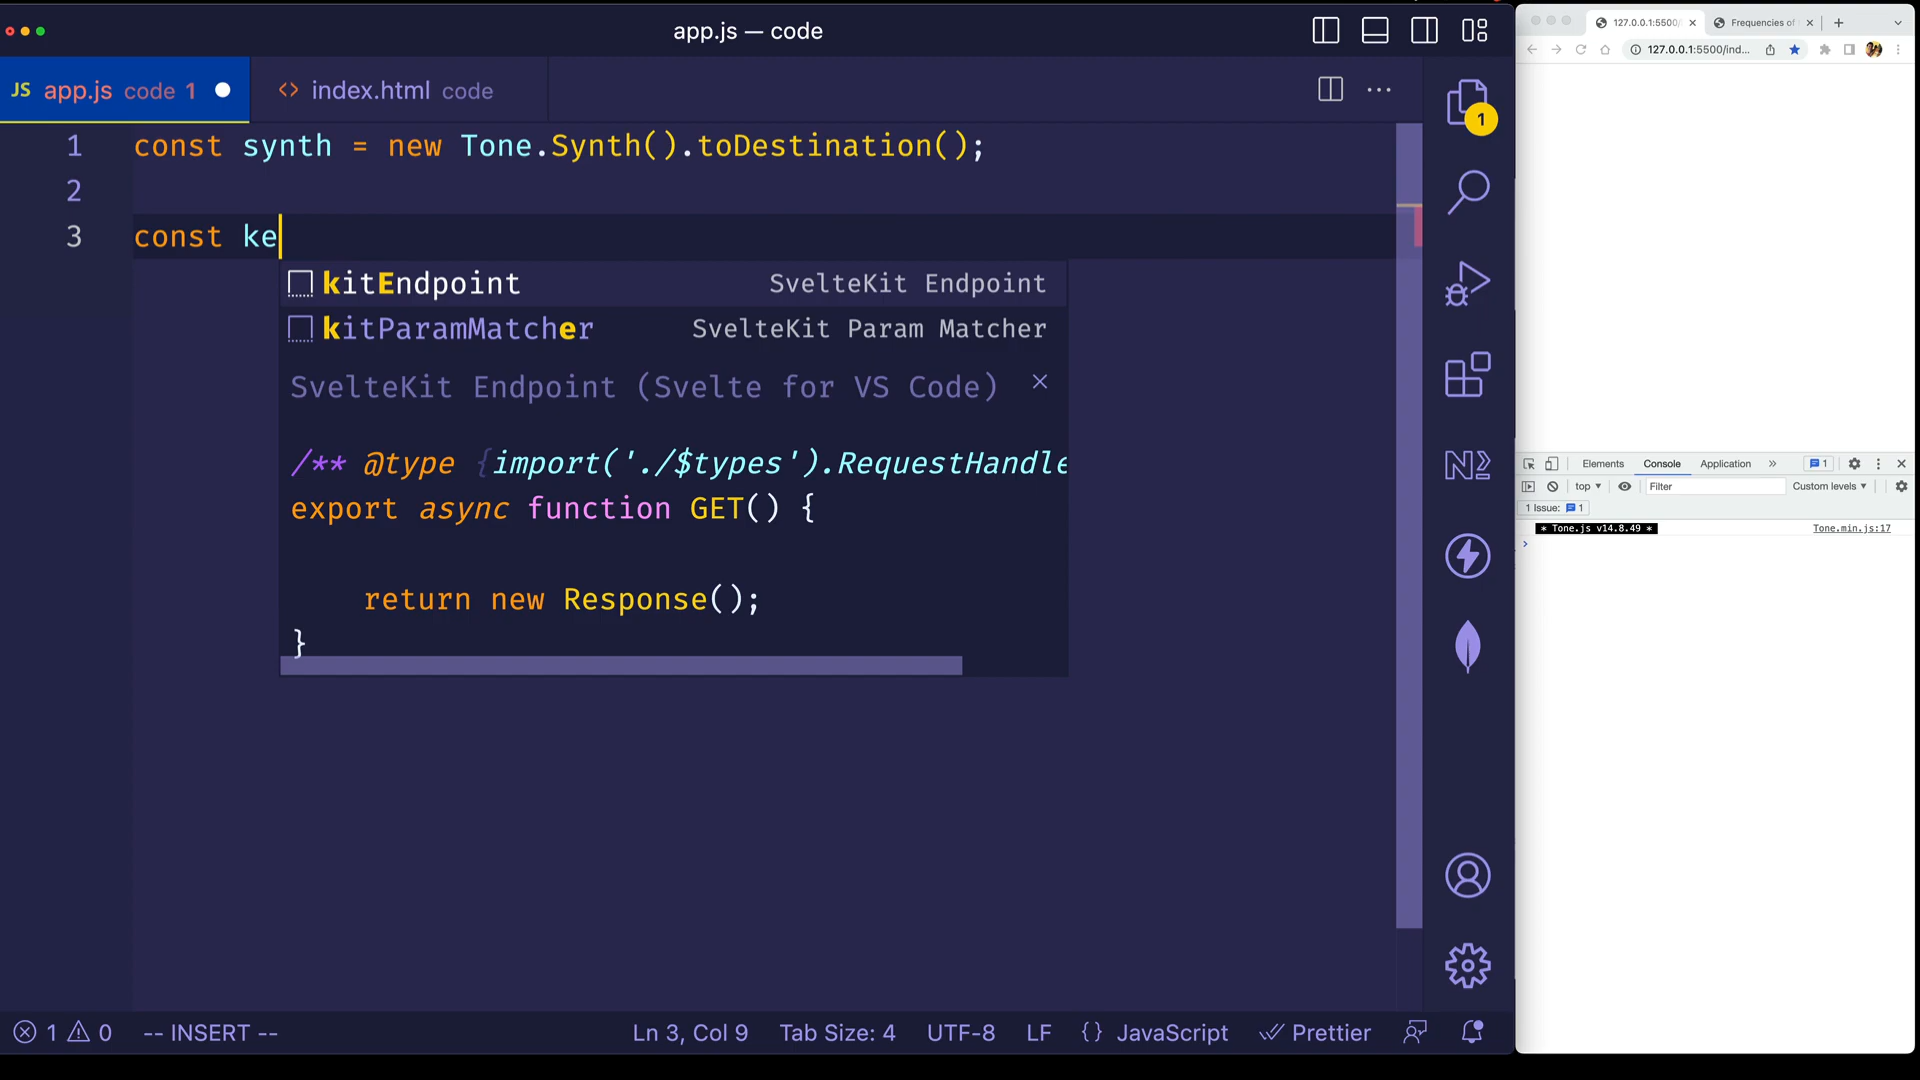 app.js — code
JS app.js code 1
<> index.html code
1 const synth = new Tone.Synth().toDestination();
2
3 const ke
kitEndpoint SvelteKit Endpoint
kitParamMatcher SvelteKit Param Matcher
SvelteKit Endpoint (Svelte for VS Code)
/** @type {import('./$types').RequestHandle
export async function GET() {
return new Response();
}
1
1 0 -- INSERT -- Ln 3, Col 9 Tab Size: 4 UTF-8 LF {} JavaScript Prettier
127.0.0.1:5500/ Frequencies of
127.0.0.1:5500/ind...
Elements Console Application » 1
top Filter Custom levels
1 Issue: 1
* Tone.js v14.8.49 * Tone.min.js:17